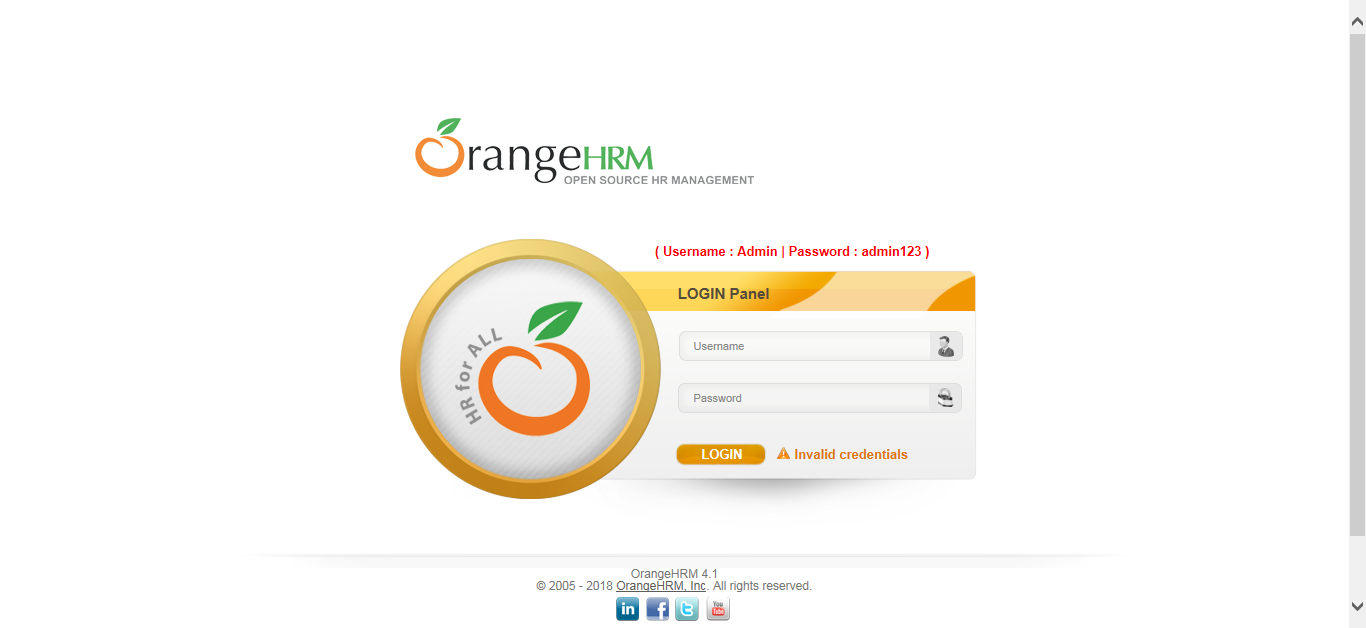 OrangeHRM
OPEN SOURCE HR MANAGEMENT
( Username : Admin | Password : admin123 )
HR for ALL
LOGIN Panel
Username
Password
LOGIN
Invalid credentials
OrangeHRM 4.1
© 2005 - 2018 OrangeHRM, Inc. All rights reserved.
in f t You Tube